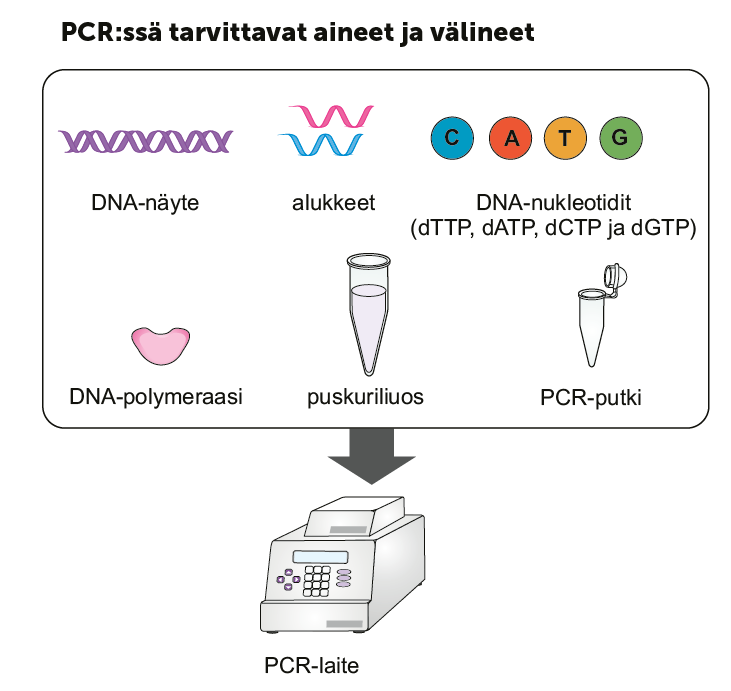 PCR:ssä tarvittavat aineet ja välineet
C A T G
DNA-näyte
alukkeet
DNA-nukleotidit
(dTTP, dATP, dCTP ja dGTP)
DNA-polymeraasi
puskuriliuos
PCR-putki
PCR-laite